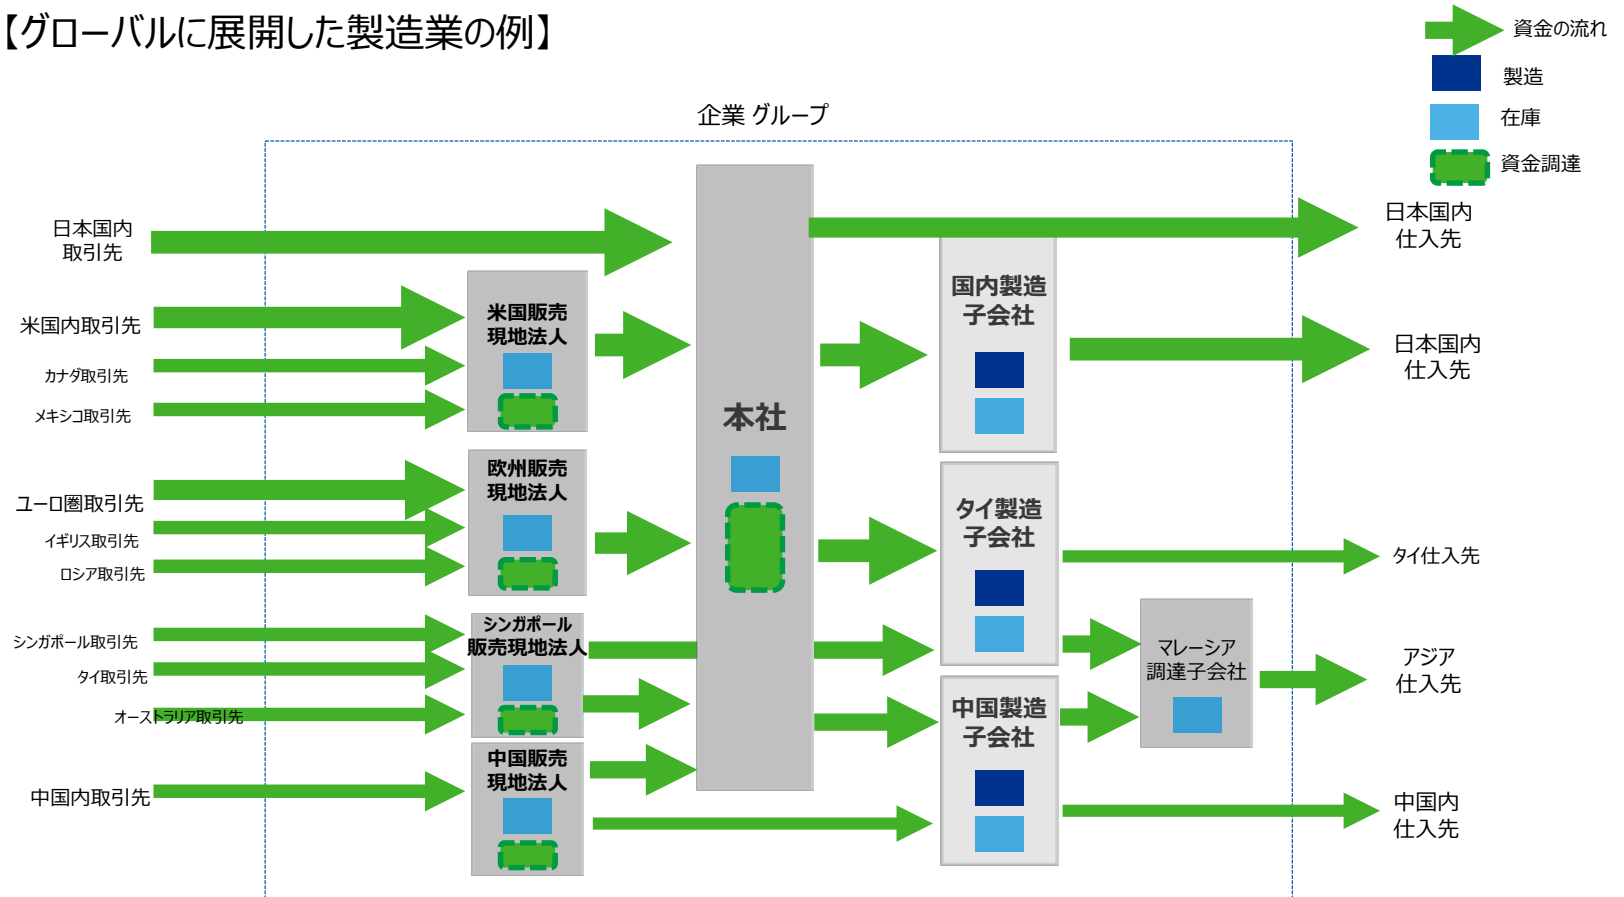 【グローバルに展開した製造業の例】
資金の流れ
製造
在庫
資金調達
企業 グループ
日本国内
取引先
米国内取引先
カナダ取引先
メキシコ取引先
ユーロ圏取引先
イギリス取引先
ロシア取引先
シンガポール取引先
タイ取引先
オーストラリア取引先
中国内取引先
米国販売
現地法人
欧州販売
現地法人
シンガポール
販売現地法人
中国販売
現地法人
本社
国内製造
子会社
タイ製造
子会社
中国製造
子会社
マレーシア
調達子会社
日本国内
仕入先
日本国内
仕入先
タイ仕入先
アジア
仕入先
中国内
仕入先